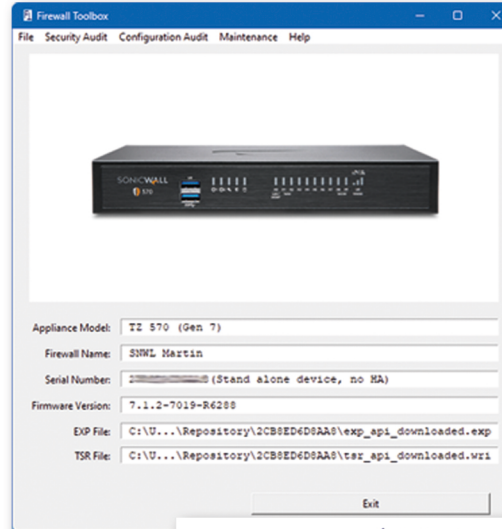 Firewall Toolbox
File Security Audit Configuration Audit Maintenance Help
SONICWALL
570
Appliance Model: TZ 570 (Gen 7)
Firewall Name: SNWL Martin
Serial Number: (Stand alone device, no HA)
Firmware Version: 7.1.2-7019-R6288
EXP File: C:\U...\Repository\2CB8ED6D8AA8\exp_api_downloaded.exp
TSR File: C:\U...\Repository\2CB8ED6D8AA8\tsr_api_downloaded.wri
Exit